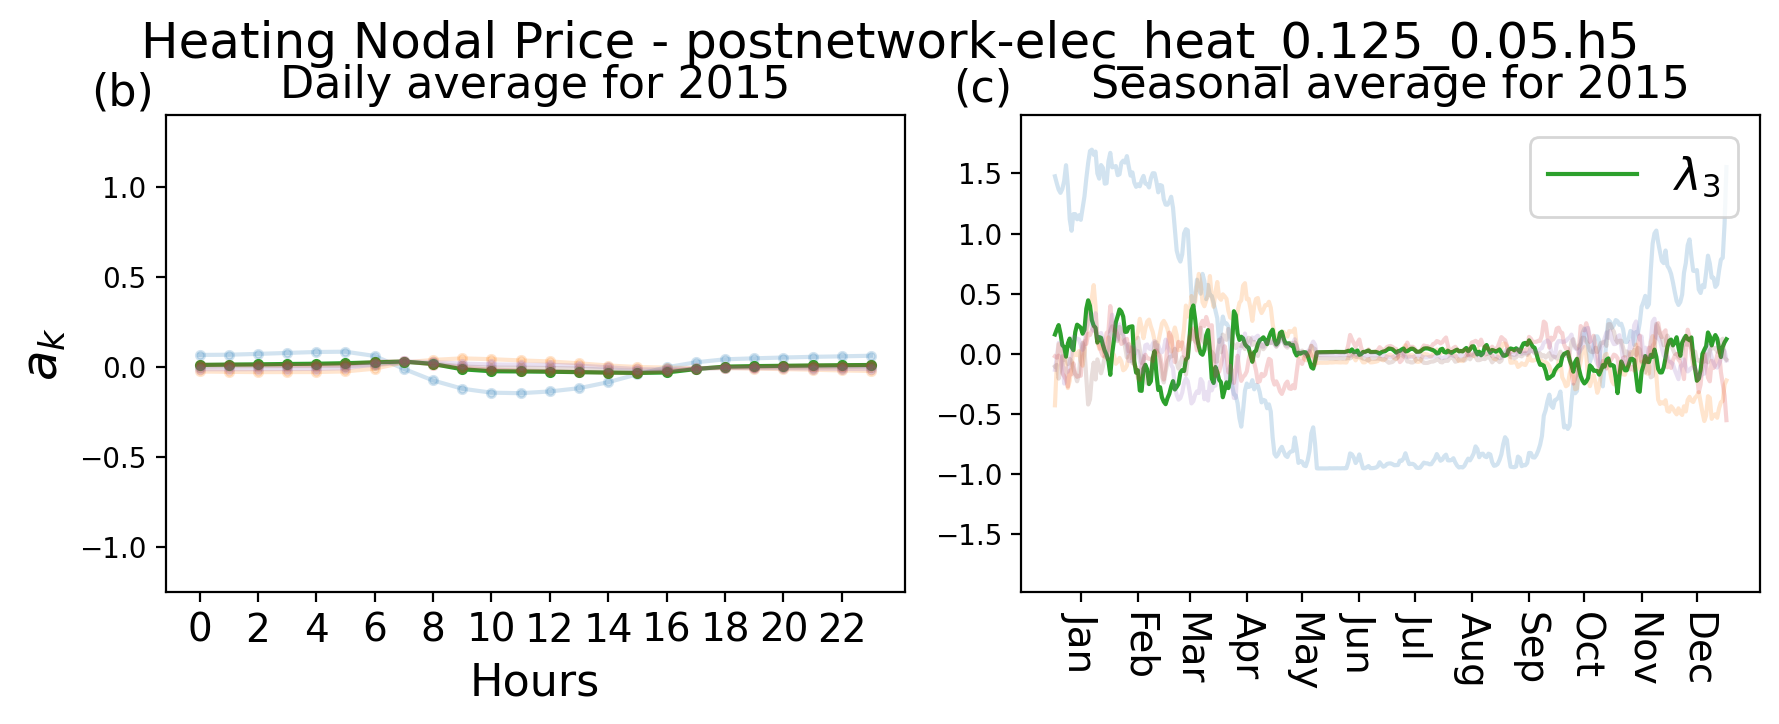 Heating Nodal Price - postnetwork-elec_heat_0.125_0.05.h5
(b) Daily average for 2015
1.0
0.5
0.0
−0.5
−1.0
aₖ
0 2 4 6 8 10 12 14 16 18 20 22
Hours
(c) Seasonal average for 2015
λ₃
1.5
1.0
0.5
0.0
−0.5
−1.0
−1.5
Jan Feb Mar Apr May Jun Jul Aug Sep Oct Nov Dec